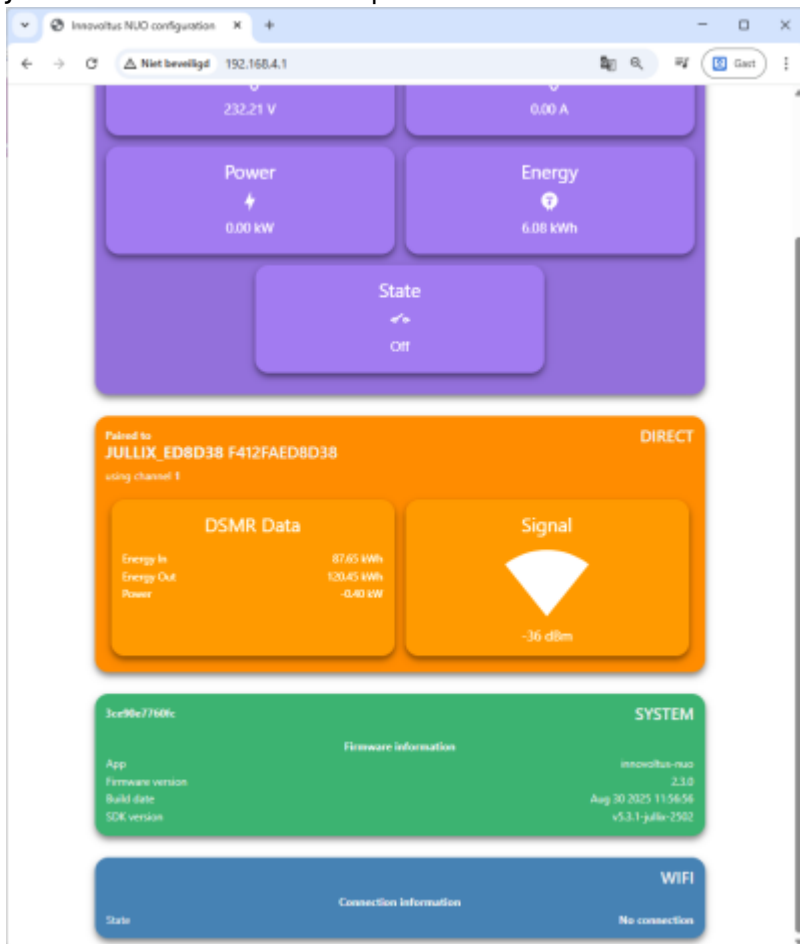 Innovoltus NUO configuration
Niet beveiligd 192.168.4.1
Gast
232.21 V
0.00 A
Power
0.00 kW
Energy
6.08 kWh
State
Off
Paired to
JULLIX_ED8D38 F412FAED8D38
using channel 1
DIRECT
DSMR Data
Energy In 87.65 kWh
Energy Out 120.45 kWh
Power -0.40 kW
Signal
-36 dBm
3ce90e7760fc
SYSTEM
Firmware information
App innovoltus-nuo
Firmware version 2.3.0
Build date Aug 30 2025 11:56:56
SDK version v5.3.1-jullix-2502
WIFI
Connection information
State No connection